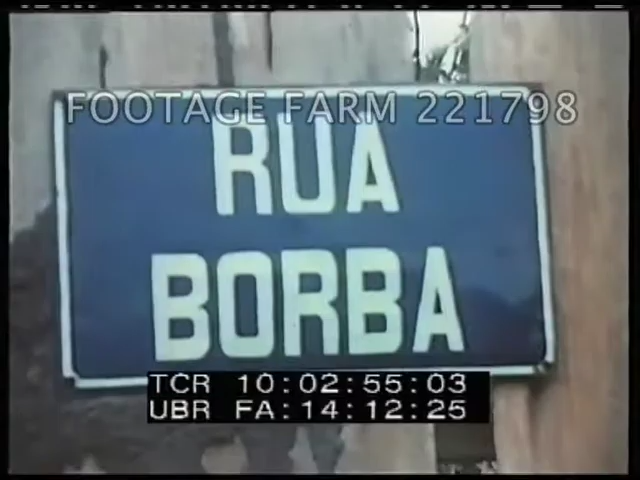 FOOTAGE FARM 221798
RUA
BORBA
TCR 10:02:55:03
UBR FA:14:12:25